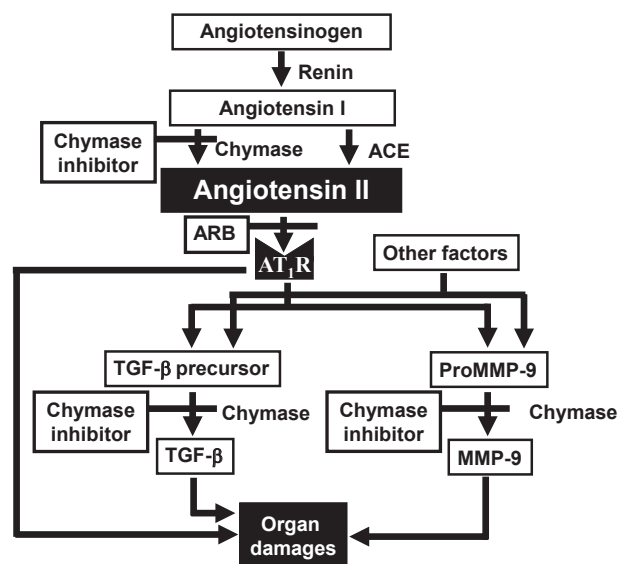 Angiotensinogen
Renin
Angiotensin I
Chymase
inhibitor
Chymase
ACE
Angiotensin II
ARB
AT₁R
Other factors
TGF-β precursor
ProMMP-9
Chymase
inhibitor
Chymase
Chymase
inhibitor
Chymase
TGF-β
MMP-9
Organ
damages